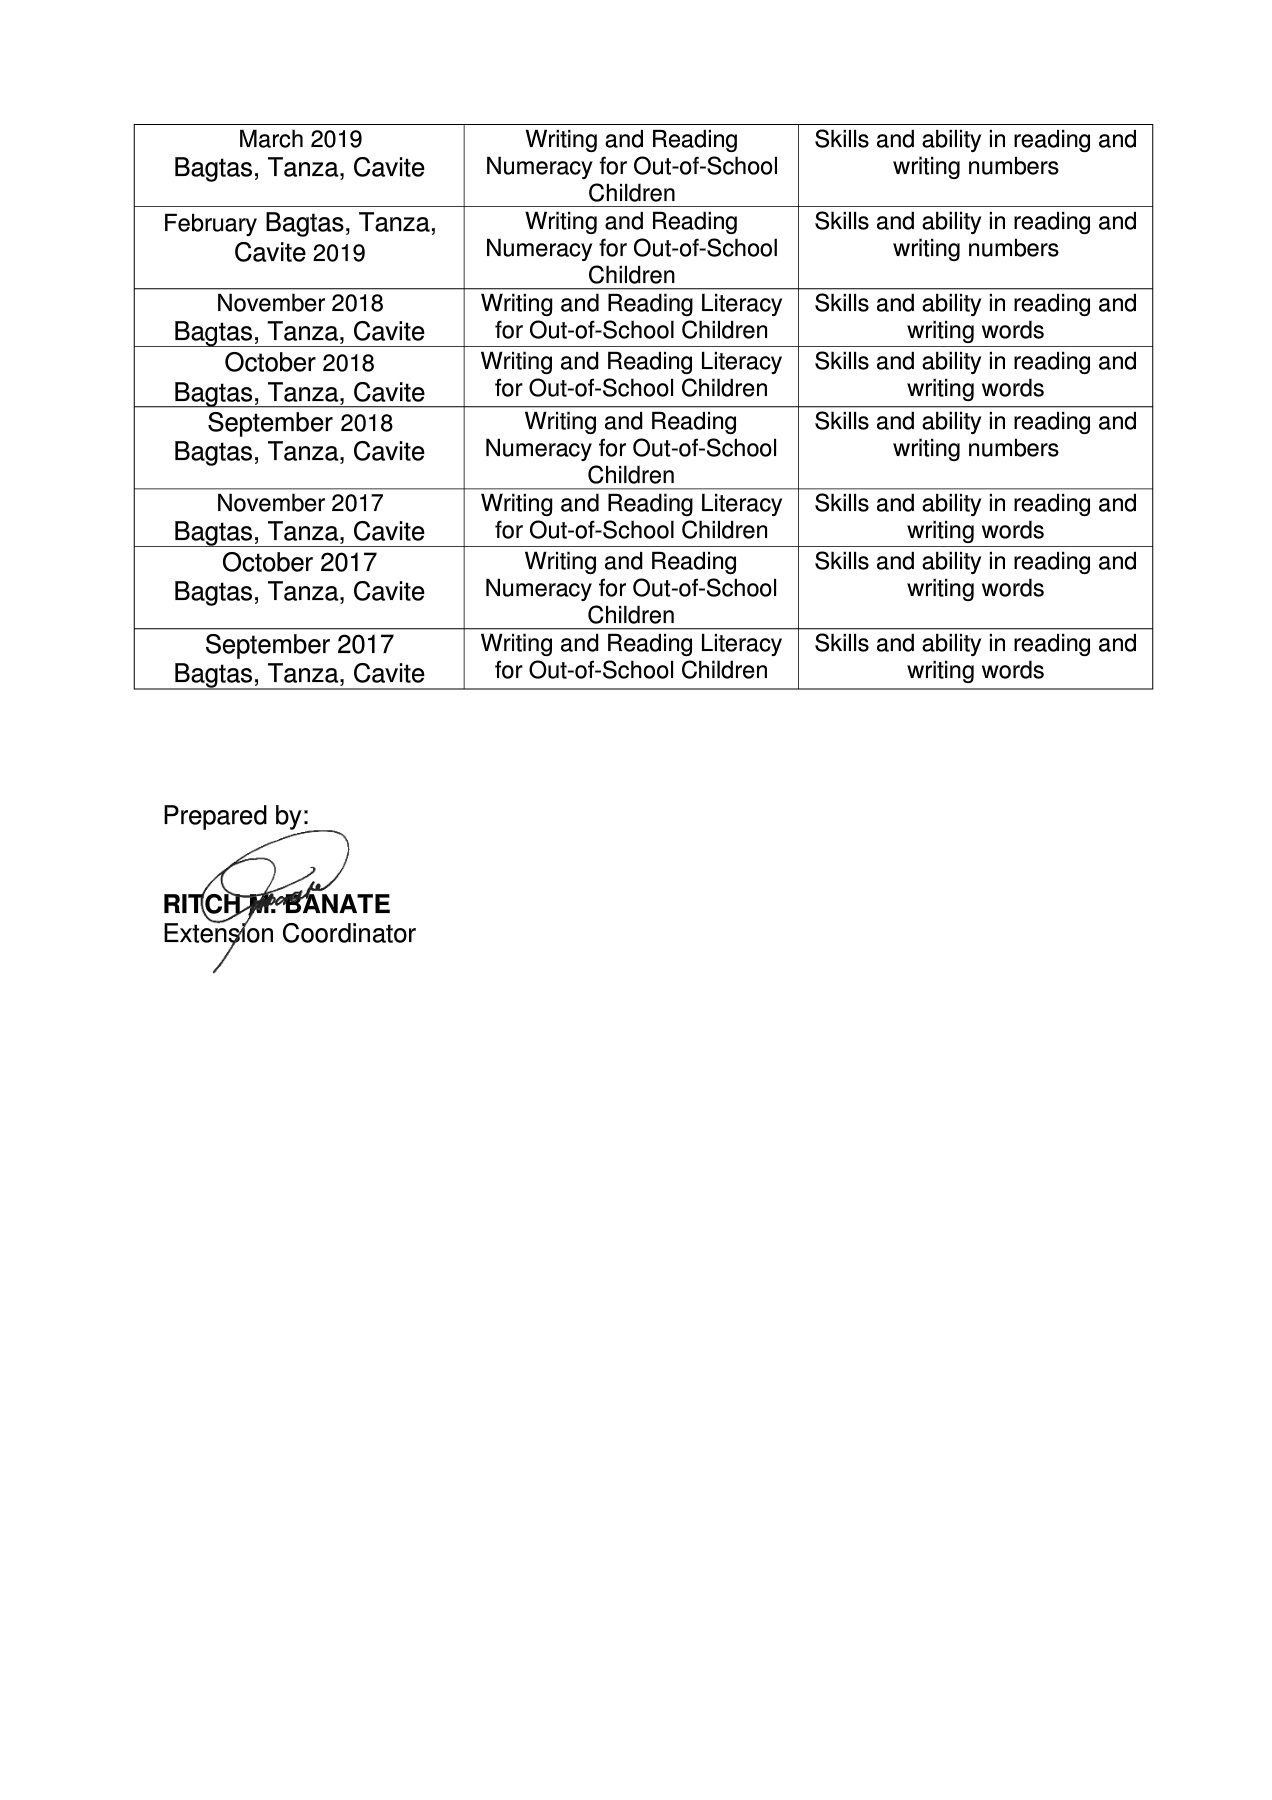 March 2019
Bagtas, Tanza, Cavite
Writing and Reading
Numeracy for Out-of-School
Children
Skills and ability in reading and
writing numbers
February Bagtas, Tanza,
Cavite 2019
Writing and Reading
Numeracy for Out-of-School
Children
Skills and ability in reading and
writing numbers
November 2018
Bagtas, Tanza, Cavite
Writing and Reading Literacy
for Out-of-School Children
Skills and ability in reading and
writing words
October 2018
Bagtas, Tanza, Cavite
Writing and Reading Literacy
for Out-of-School Children
Skills and ability in reading and
writing words
September 2018
Bagtas, Tanza, Cavite
Writing and Reading
Numeracy for Out-of-School
Children
Skills and ability in reading and
writing numbers
November 2017
Bagtas, Tanza, Cavite
Writing and Reading Literacy
for Out-of-School Children
Skills and ability in reading and
writing words
October 2017
Bagtas, Tanza, Cavite
Writing and Reading
Numeracy for Out-of-School
Children
Skills and ability in reading and
writing words
September 2017
Bagtas, Tanza, Cavite
Writing and Reading Literacy
for Out-of-School Children
Skills and ability in reading and
writing words
Prepared by:
RITCH M. BANATE
Extension Coordinator